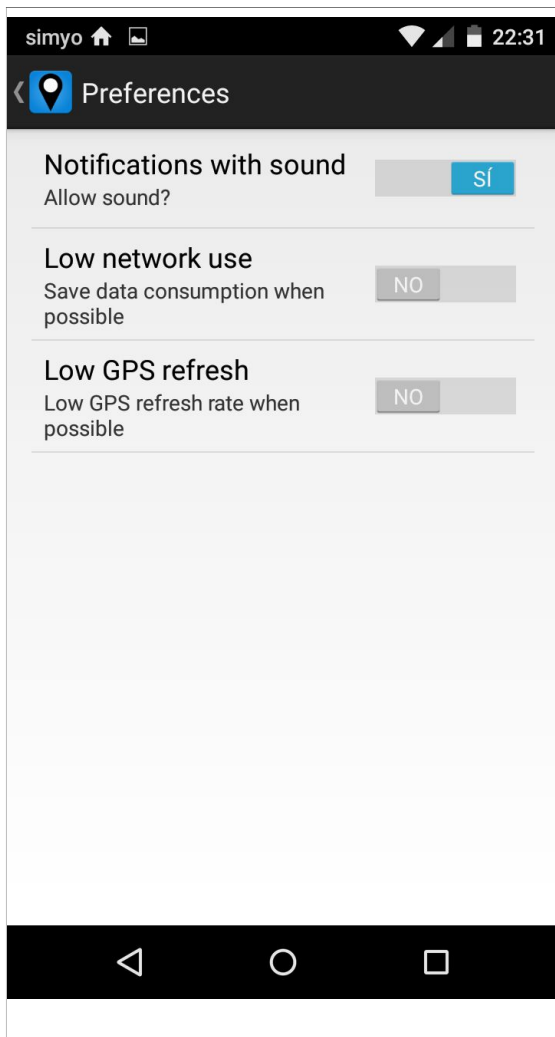 simyo 22:31
Preferences
Notifications with sound
Allow sound?
SÍ
Low network use
Save data consumption when
possible
NO
Low GPS refresh
Low GPS refresh rate when
possible
NO